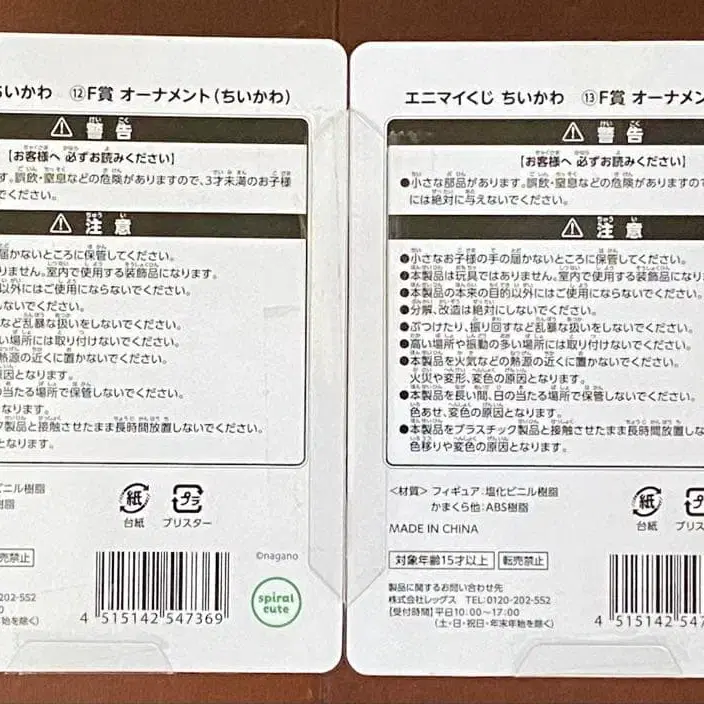 ちいかわ ⑫F賞 オーナメント(ちいかわ)
警告
【お客様へ 必ずお読みください】
す。誤飲・窒息などの危険がありますので、3才未満のお子様
でください。
注意
届かないところに保管してください。
りません。室内で使用する装飾品になります。
以外にはご使用にならないでください。
しないでください。
など乱暴な扱いをしないでください。
い場所には取り付けないでください。
熱源の近くに置かないでください。
原因となります。
の当たる場所で保管しないでください。
なります。
ク製品と接触させたまま長時間放置しないでください。
となります。
ビニル樹脂
樹脂
紙
台紙
プラ
ブリスター
転売禁止
©nagano
spiral
cute
-202-552
0
年始を除く)
4 515142 547369
エニマイくじ ちいかわ ⑬F賞 オーナメン
警告
【お客様へ 必ずお読みください】
●小さな部品があります。誤飲・窒息などの危険がありますので
には絶対に与えないでください。
注意
●小さなお子様の手の届かないところに保管してください。
●本製品は玩具ではありません。室内で使用する装飾品になり
●本製品の本来の目的以外にはご使用にならないでください。
●分解、改造は絶対にしないでください。
●ぶつけたり、振り回すなど乱暴な扱いをしないでください。
●高い場所や振動の多い場所には取り付けないでください。
●本製品を火気などの熱源の近くに置かないでください。
火災や変形、変色の原因となります。
●本製品を長い間、日の当たる場所で保管しないでください。
色あせ、変色の原因となります。
●本製品をプラスチック製品と接触させたまま長時間放置しない
色移りや変色の原因となります。
<材質> フィギュア:塩化ビニル樹脂
かまくら他:ABS樹脂
MADE IN CHINA
紙
台紙
プラ
ブリス
対象年齢15才以上 転売禁止
製品に関するお問い合わせ先
株式会社レッグス TEL:0120-202-552
【受付時間】平日10:00~17:00
(土・日・祝日・年末年始を除く)
4 515142 547